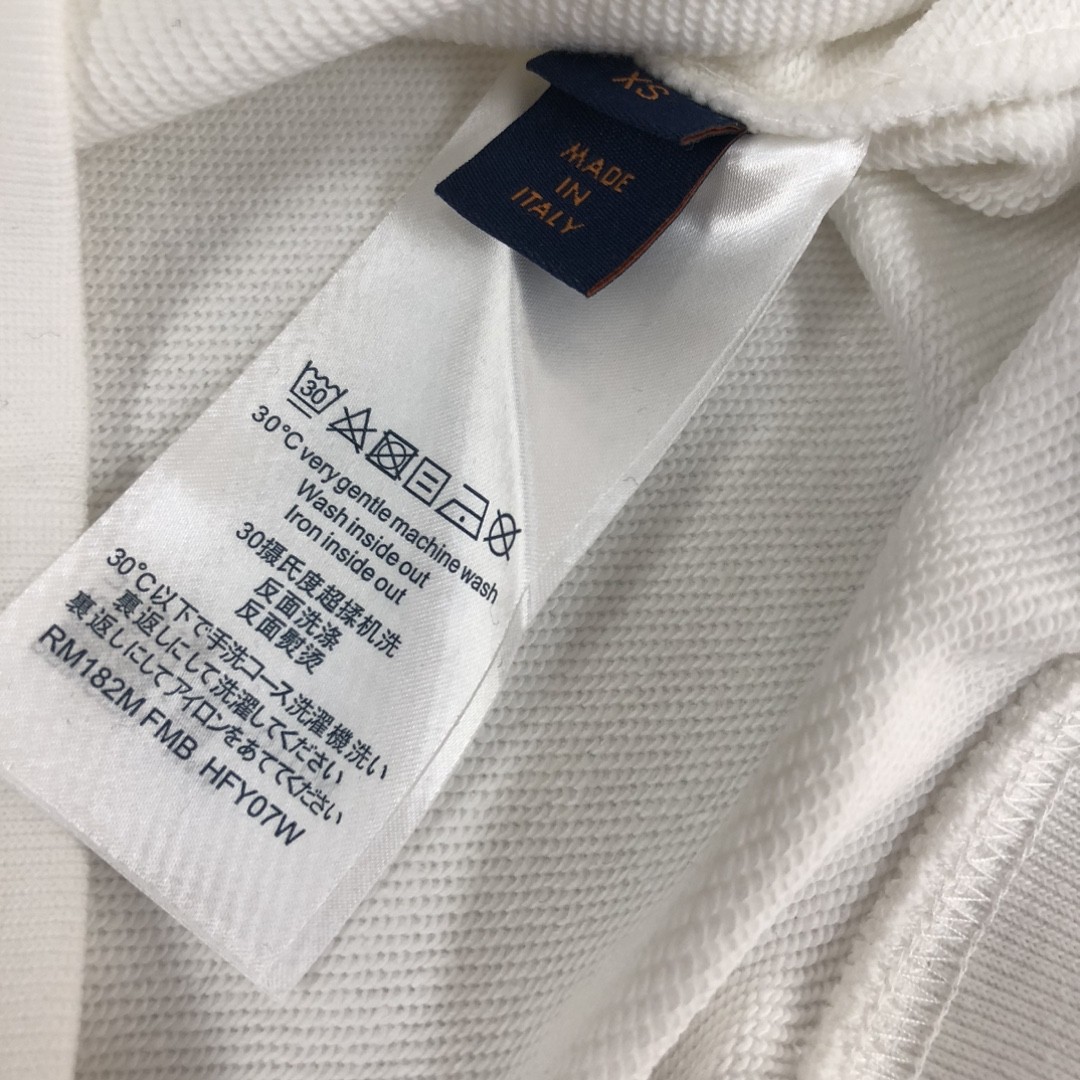 XS
MADE
IN
ITALY
30
30°C very gentle machine wash
Wash inside out
Iron inside out
30摄氏度超揉机洗
反面洗涤
反面熨烫
30℃以下で手洗コース洗濯機洗い
裏返しにして洗濯してください
裏返しにしてアイロンをあててください
RM182M FMB HFY07W